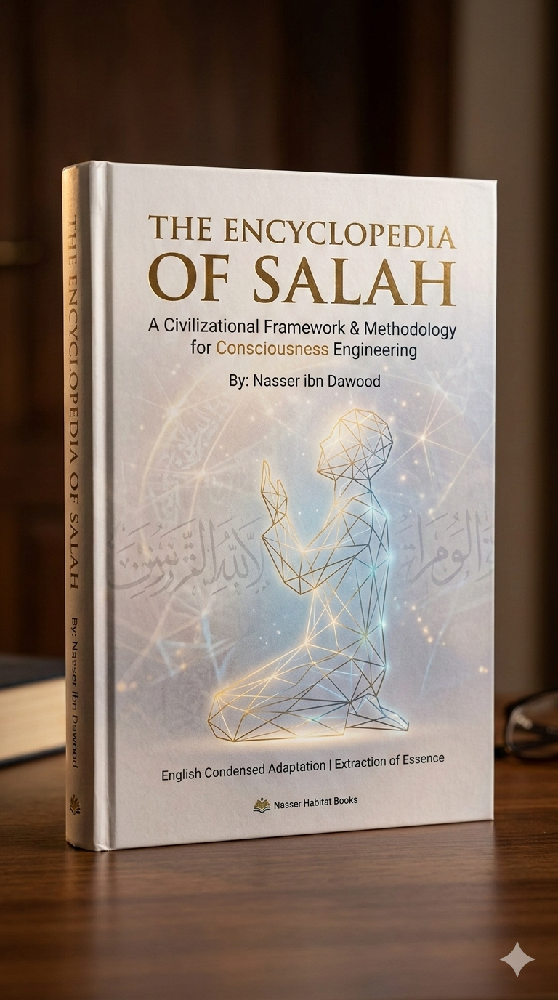 THE ENCYCLOPEDIA
OF SALAH
A Civilizational Framework & Methodology
for Consciousness Engineering
By: Nasser ibn Dawood
English Condensed Adaptation | Extraction of Essence
Nasser Habitat Books
THE ENCYCLOPEDIA OF SALAH
By: Nasser ibn Dawood